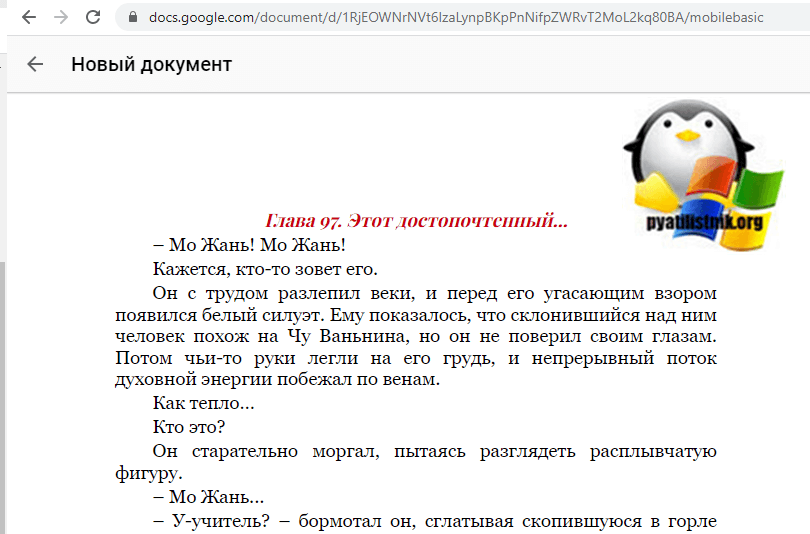 docs.google.com/document/d/1RjEOWNrNVt6lzaLynpBKpPnNifpZWRvT2MoL2kq80BA/mobilebasic
Новый документ
pyatilistnik.org
Глава 97. Этот достопочтенный...
– Мо Жань! Мо Жань!
Кажется, кто-то зовет его.
Он с трудом разлепил веки, и перед его угасающим взором
появился белый силуэт. Ему показалось, что склонившийся над ним
человек похож на Чу Ваньнина, но он не поверил своим глазам.
Потом чьи-то руки легли на его грудь, и непрерывный поток
духовной энергии побежал по венам.
Как тепло...
Кто это?
Он старательно моргал, пытаясь разглядеть расплывчатую
фигуру.
– Мо Жань...
– У-учитель? – бормотал он, сглатывая скопившуюся в горле